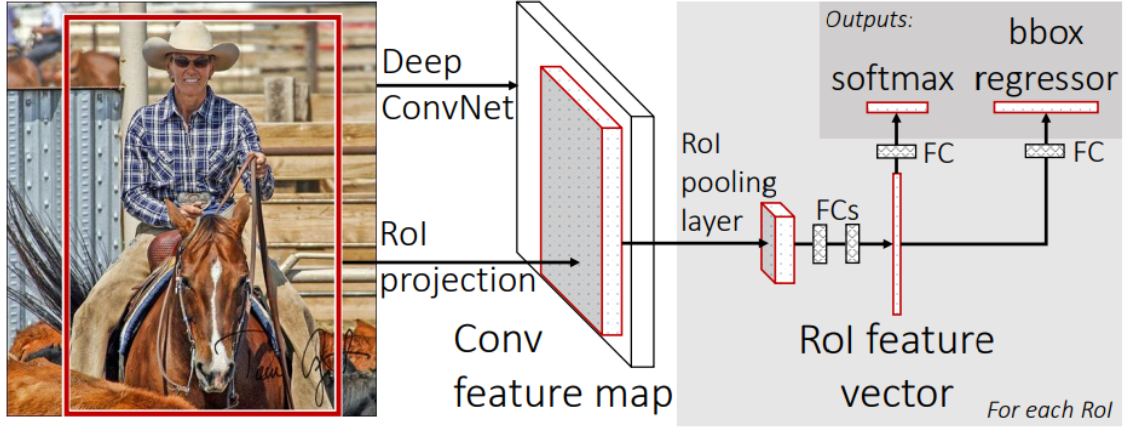 Deep
ConvNet
RoI
projection
Conv
feature map
RoI
pooling
layer
FCs
RoI feature
vector
For each RoI
Outputs:
softmax
bbox
regressor
FC
FC